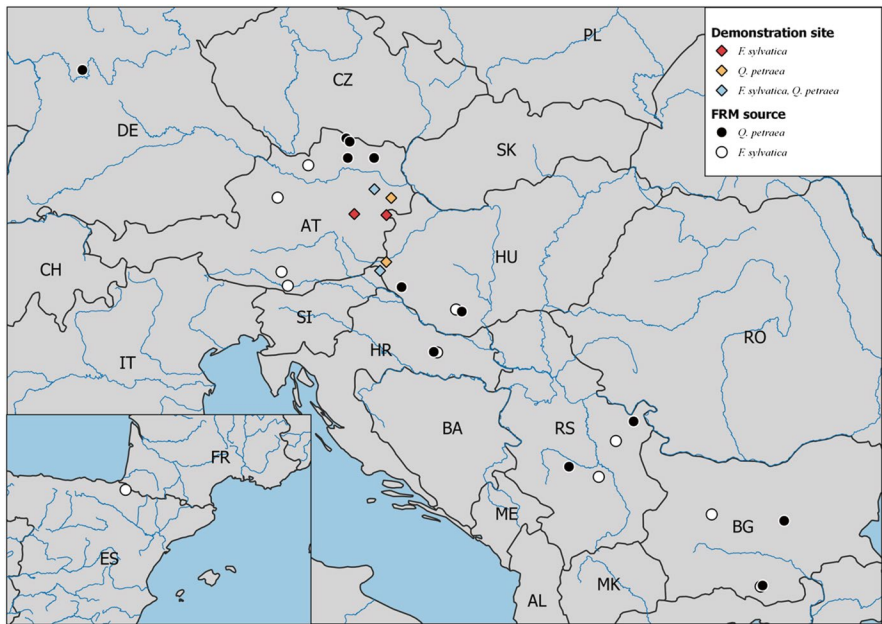 Demonstration site
F. sylvatica
Q. petraea
F. sylvatica, Q. petraea
FRM source
Q. petraea
F. sylvatica
PL
CZ
DE
SK
AT
HU
CH
SI
RO
IT
HR
BA
RS
FR
ME
BG
ES
MK
AL